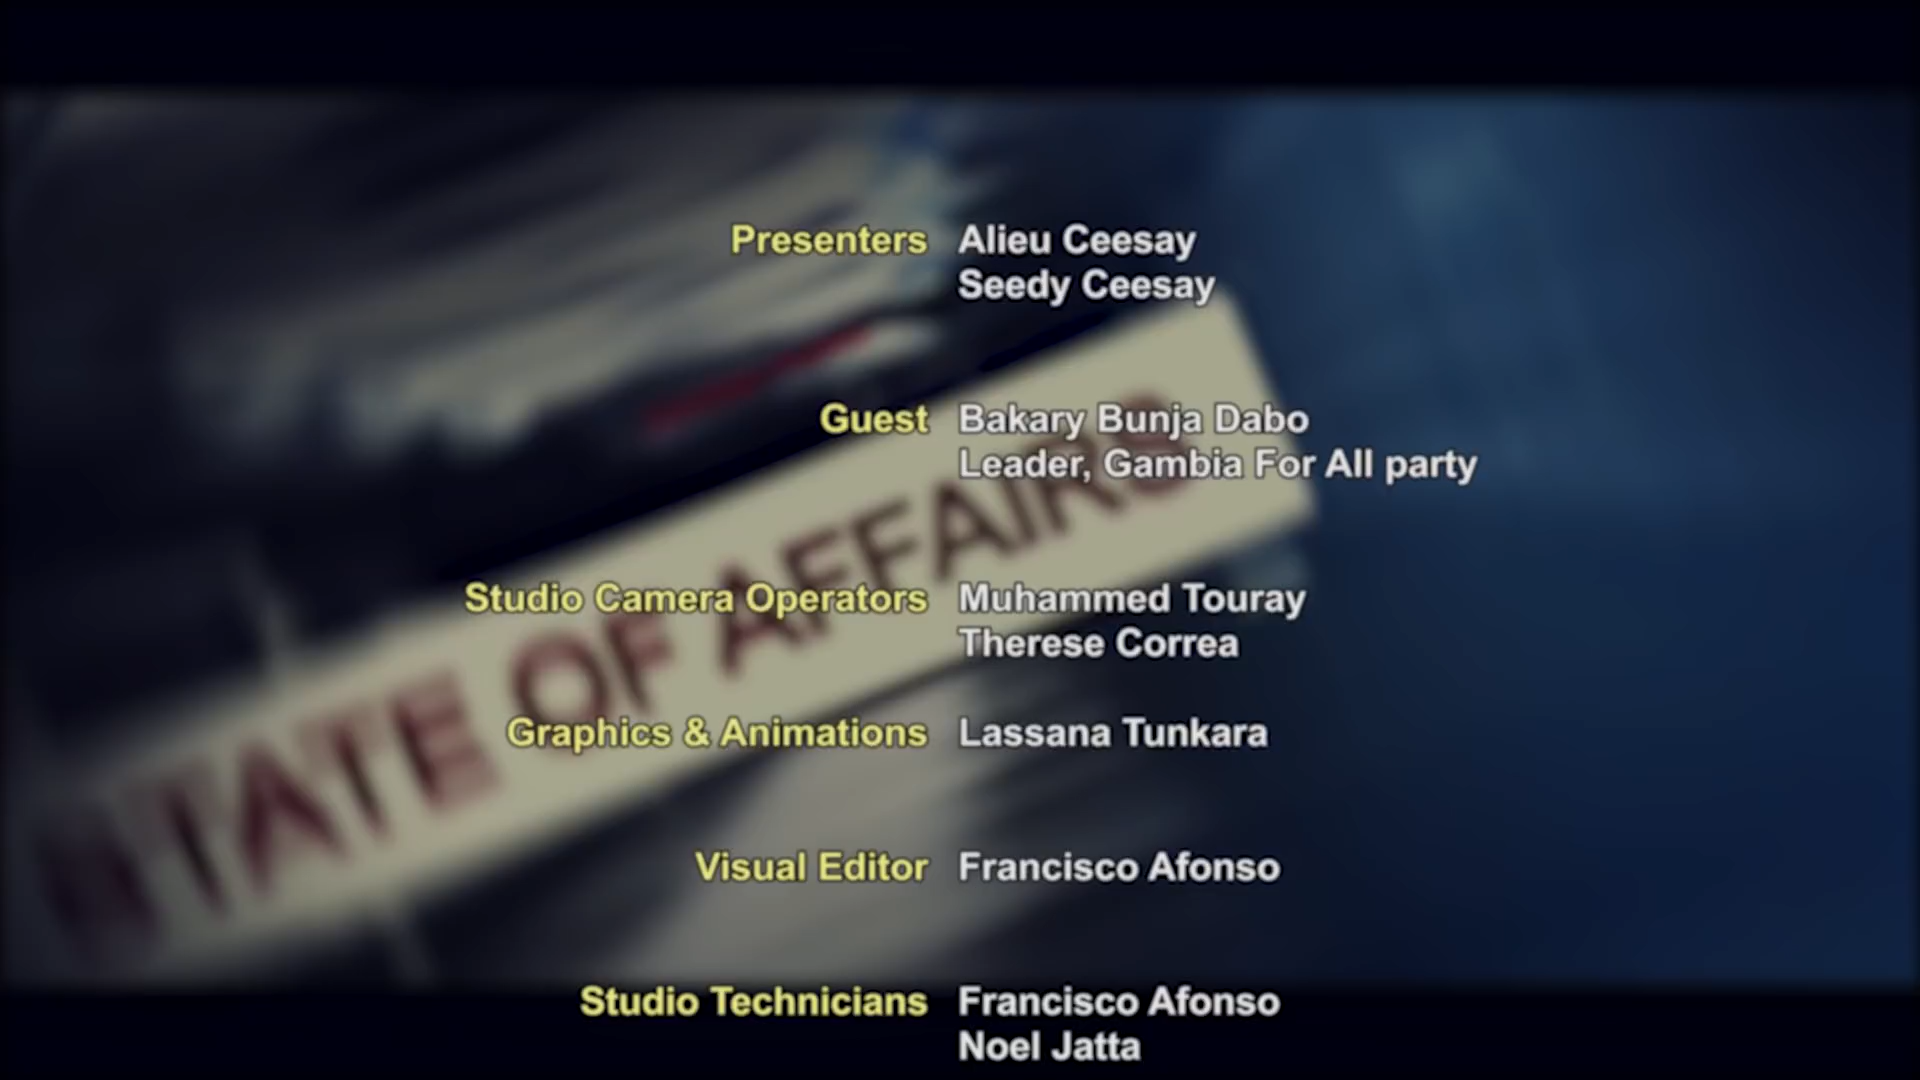 Presenters Alieu Ceesay
Seedy Ceesay
Guest Bakary Bunja Dabo
Leader, Gambia For All party
STATE OF AFFAIRS
Studio Camera Operators Muhammed Touray
Therese Correa
Graphics & Animations Lassana Tunkara
Visual Editor Francisco Afonso
Studio Technicians Francisco Afonso
Noel Jatta